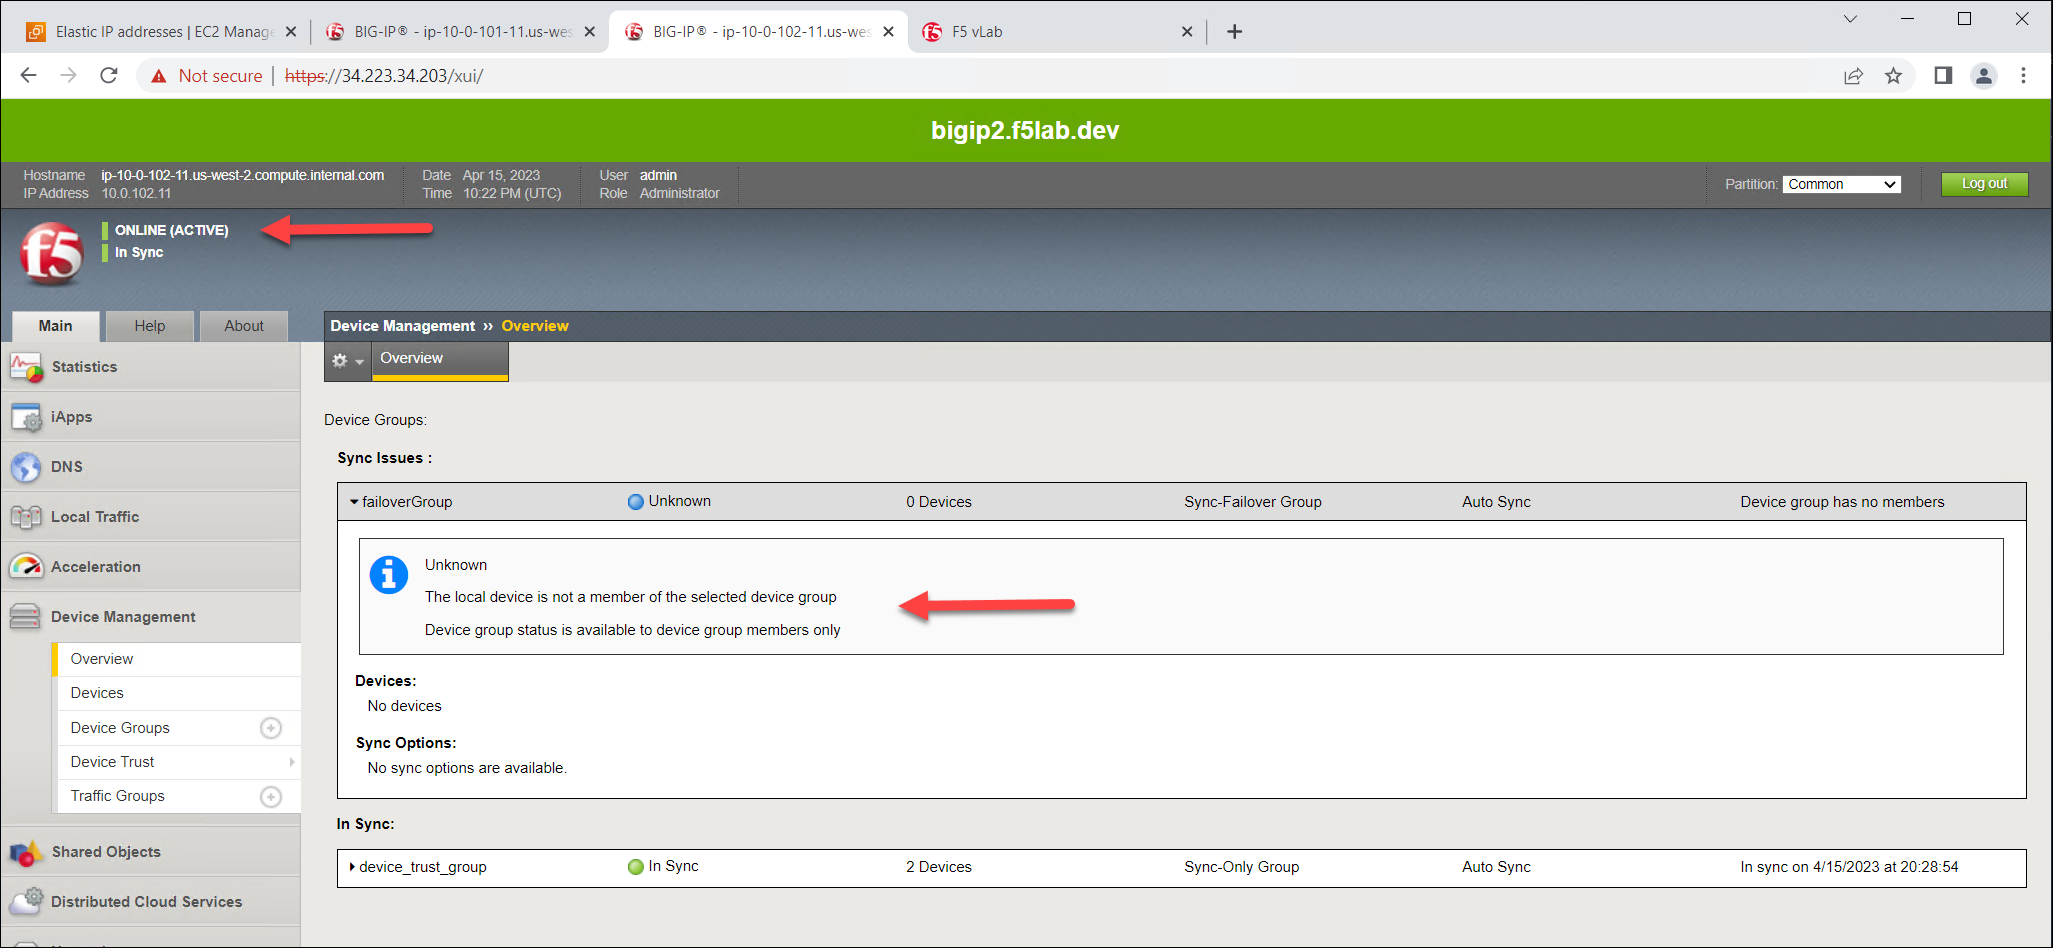 Elastic IP addresses | EC2 Manage
BIG-IP® - ip-10-0-101-11.us-wes
BIG-IP® - ip-10-0-102-11.us-wes
F5 vLab
Not secure
https://34.223.34.203/xui/
bigip2.f5lab.dev
Hostname ip-10-0-102-11.us-west-2.compute.internal.com
IP Address 10.0.102.11
Date Apr 15, 2023
Time 10:22 PM (UTC)
User admin
Role Administrator
Partition: Common
Log out
f5
ONLINE (ACTIVE)
In Sync
Main
Help
About
Device Management ›› Overview
Overview
Statistics
iApps
DNS
Local Traffic
Acceleration
Device Management
Overview
Devices
Device Groups
Device Trust
Traffic Groups
Shared Objects
Distributed Cloud Services
Device Groups:
Sync Issues :
failoverGroup Unknown 0 Devices Sync-Failover Group Auto Sync Device group has no members
Unknown
The local device is not a member of the selected device group
Device group status is available to device group members only
Devices:
No devices
Sync Options:
No sync options are available.
In Sync:
device_trust_group In Sync 2 Devices Sync-Only Group Auto Sync In sync on 4/15/2023 at 20:28:54